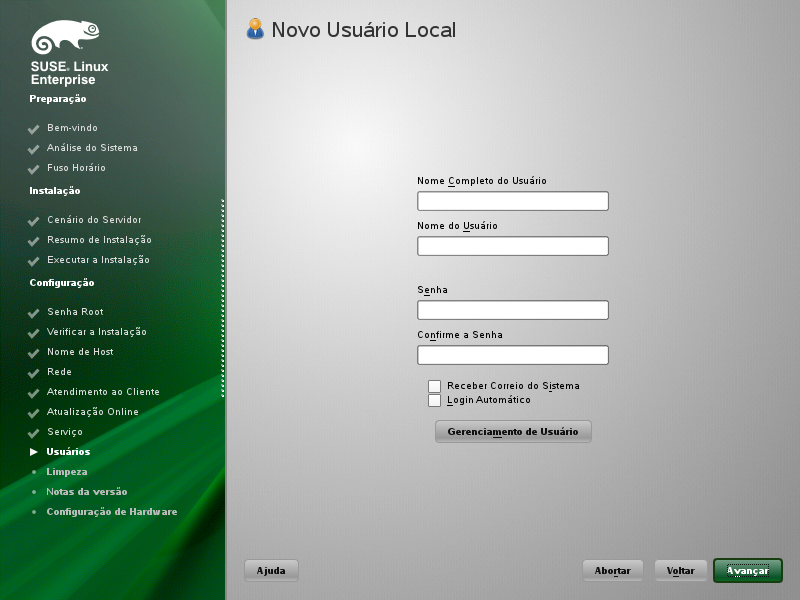 SUSE® Linux
Enterprise
Preparação
Bem-vindo
Análise do Sistema
Fuso Horário
Instalação
Cenário do Servidor
Resumo de Instalação
Executar a Instalação
Configuração
Senha Root
Verificar a Instalação
Nome de Host
Rede
Atendimento ao Cliente
Atualização Online
Serviço
Usuários
Limpeza
Notas da versão
Configuração de Hardware
Novo Usuário Local
Nome Completo do Usuário
Nome do Usuário
Senha
Confirme a Senha
Receber Correio do Sistema
Login Automático
Gerenciamento de Usuário
Ajuda
Abortar
Voltar
Avançar